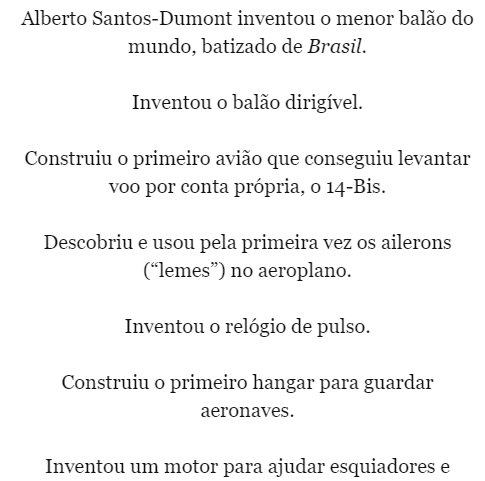 Alberto Santos-Dumont inventou o menor balão do
mundo, batizado de Brasil.
Inventou o balão dirigível.
Construiu o primeiro avião que conseguiu levantar
voo por conta própria, o 14-Bis.
Descobriu e usou pela primeira vez os ailerons
(“lemes”) no aeroplano.
Inventou o relógio de pulso.
Construiu o primeiro hangar para guardar
aeronaves.
Inventou um motor para ajudar esquiadores e